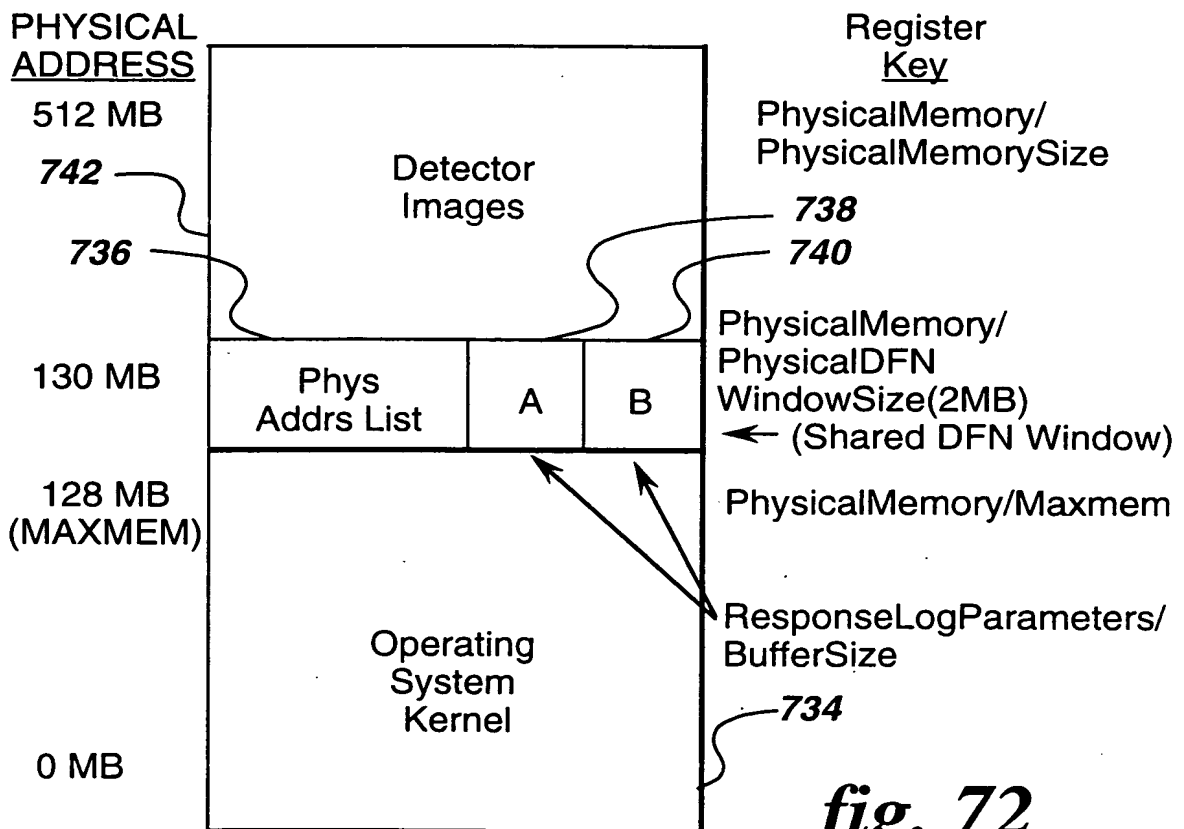 PHYSICAL
ADDRESS
Register
Key
512 MB
PhysicalMemory/
PhysicalMemorySize
742
Detector
Images
738
736
740
PhysicalMemory/
PhysicalDFN
WindowSize(2MB)
(Shared DFN Window)
130 MB
Phys
Addrs List
A
B
128 MB
(MAXMEM)
PhysicalMemory/Maxmem
ResponseLogParameters/
BufferSize
Operating
System
Kernel
734
0 MB
fig. 72